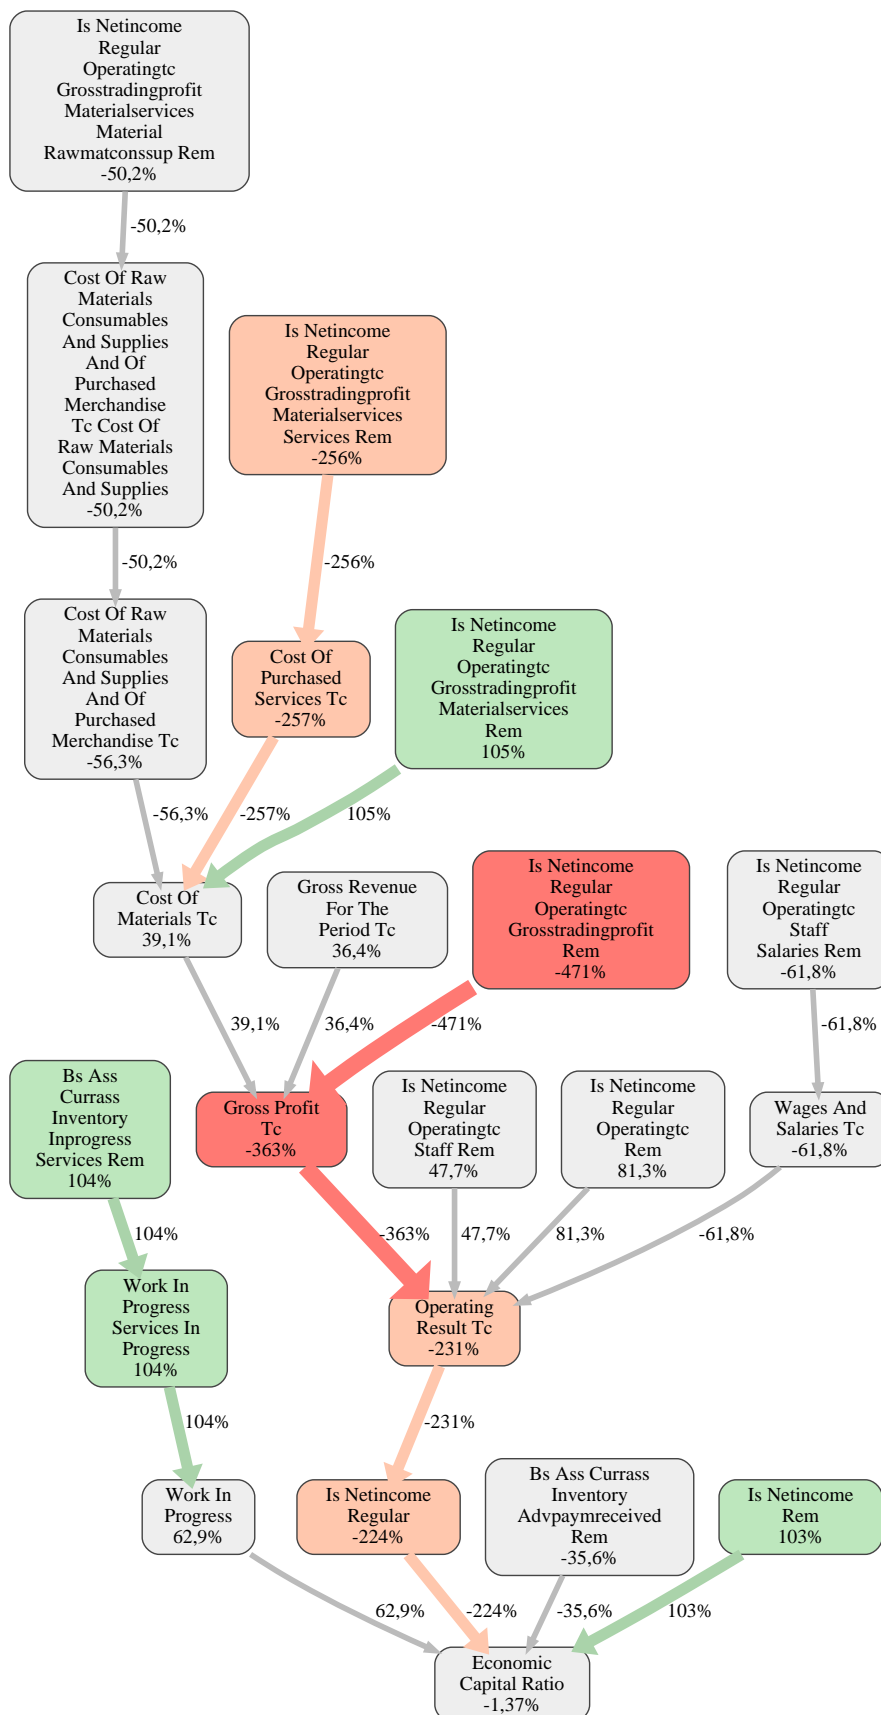 Is Netincome
Regular
Operatingtc
Grosstradingprofit
Materialservices
Material
Rawmatconssup Rem
-50,2%
-50,2%
Cost Of Raw
Materials
Consumables
And Supplies
And Of
Purchased
Merchandise
Tc Cost Of
Raw Materials
Consumables
And Supplies
-50,2%
Is Netincome
Regular
Operatingtc
Grosstradingprofit
Materialservices
Services Rem
-256%
-50,2%
-256%
Cost Of Raw
Materials
Consumables
And Supplies
And Of
Purchased
Merchandise Tc
-56,3%
Cost Of
Purchased
Services Tc
-257%
Is Netincome
Regular
Operatingtc
Grosstradingprofit
Materialservices
Rem
105%
-56,3%
-257%
105%
Cost Of
Materials Tc
39,1%
Gross Revenue
For The
Period Tc
36,4%
Is Netincome
Regular
Operatingtc
Grosstradingprofit
Rem
-471%
Is Netincome
Regular
Operatingtc
Staff
Salaries Rem
-61,8%
39,1%
36,4%
-471%
-61,8%
Bs Ass
Currass
Inventory
Inprogress
Services Rem
104%
Gross Profit
Tc
-363%
Is Netincome
Regular
Operatingtc
Staff Rem
47,7%
Is Netincome
Regular
Operatingtc
Rem
81,3%
Wages And
Salaries Tc
-61,8%
104%
-363%
47,7%
81,3%
-61,8%
Work In
Progress
Services In
Progress
104%
Operating
Result Tc
-231%
104%
-231%
Work In
Progress
62,9%
Is Netincome
Regular
-224%
Bs Ass Currass
Inventory
Advpaymreceived
Rem
-35,6%
Is Netincome
Rem
103%
62,9%
-224%
-35,6%
103%
Economic
Capital Ratio
-1,37%